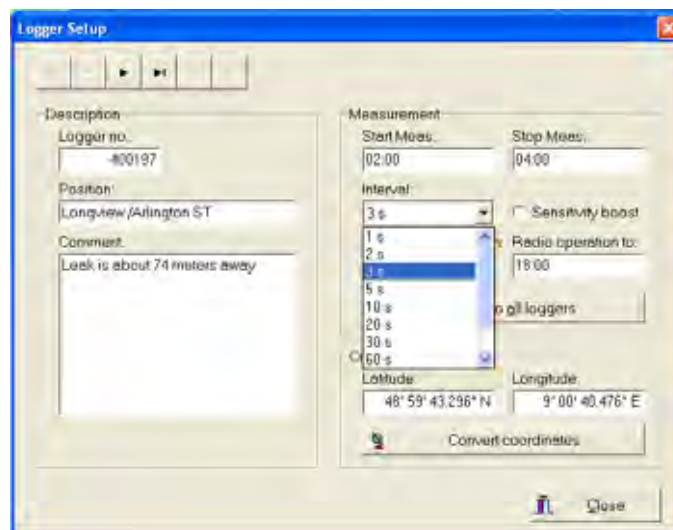 Logger Setup
Description
Logger no.:
-#00197
Position:
Longview /Arlington ST
Comment:
Leak is about 74 meters away
Measurement
Start Meas.:
Stop Meas.:
02:00
04:00
Interval:
3 s
Sensitivity boost
1 s
2 s
3 s
5 s
10 s
20 s
30 s
60 s
Radio operation to:
18:00
all loggers
Latitude:
Longitude:
48° 59' 43.296" N
9° 00' 40.476" E
Convert coordinates
Close